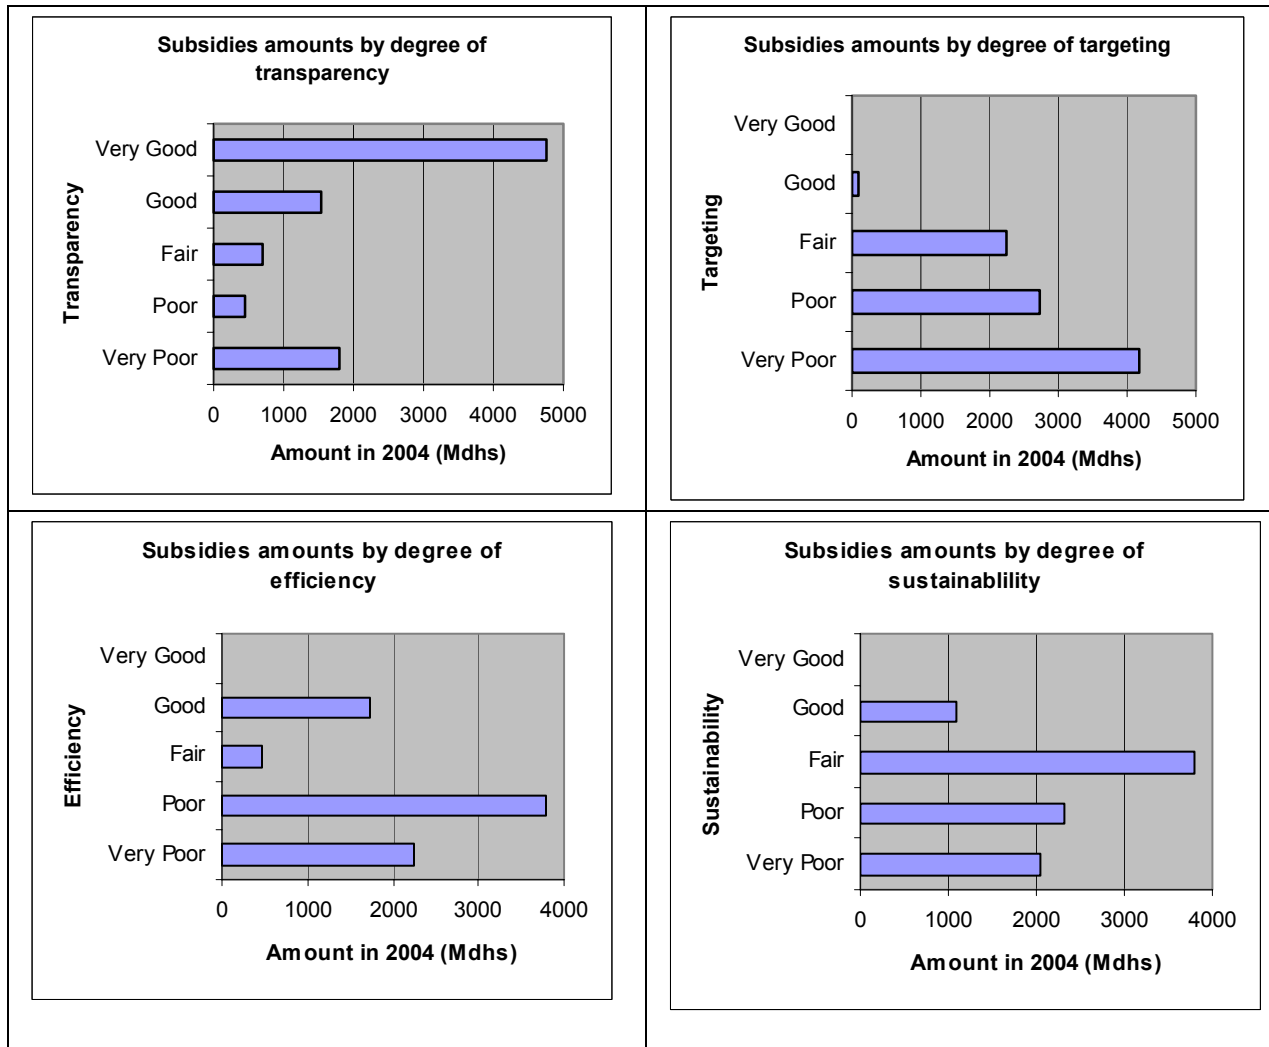 Subsidies amounts by degree of
transparency
Transparency
Very Good
Good
Fair
Poor
Very Poor
0 1000 2000 3000 4000 5000
Amount in 2004 (Mdhs)
Subsidies amounts by degree of targeting
Targeting
Very Good
Good
Fair
Poor
Very Poor
0 1000 2000 3000 4000 5000
Amount in 2004 (Mdhs)
Subsidies amounts by degree of
efficiency
Efficiency
Very Good
Good
Fair
Poor
Very Poor
0 1000 2000 3000 4000
Amount in 2004 (Mdhs)
Subsidies amounts by degree of
sustainablility
Sustainability
Very Good
Good
Fair
Poor
Very Poor
0 1000 2000 3000 4000
Amount in 2004 (Mdhs)